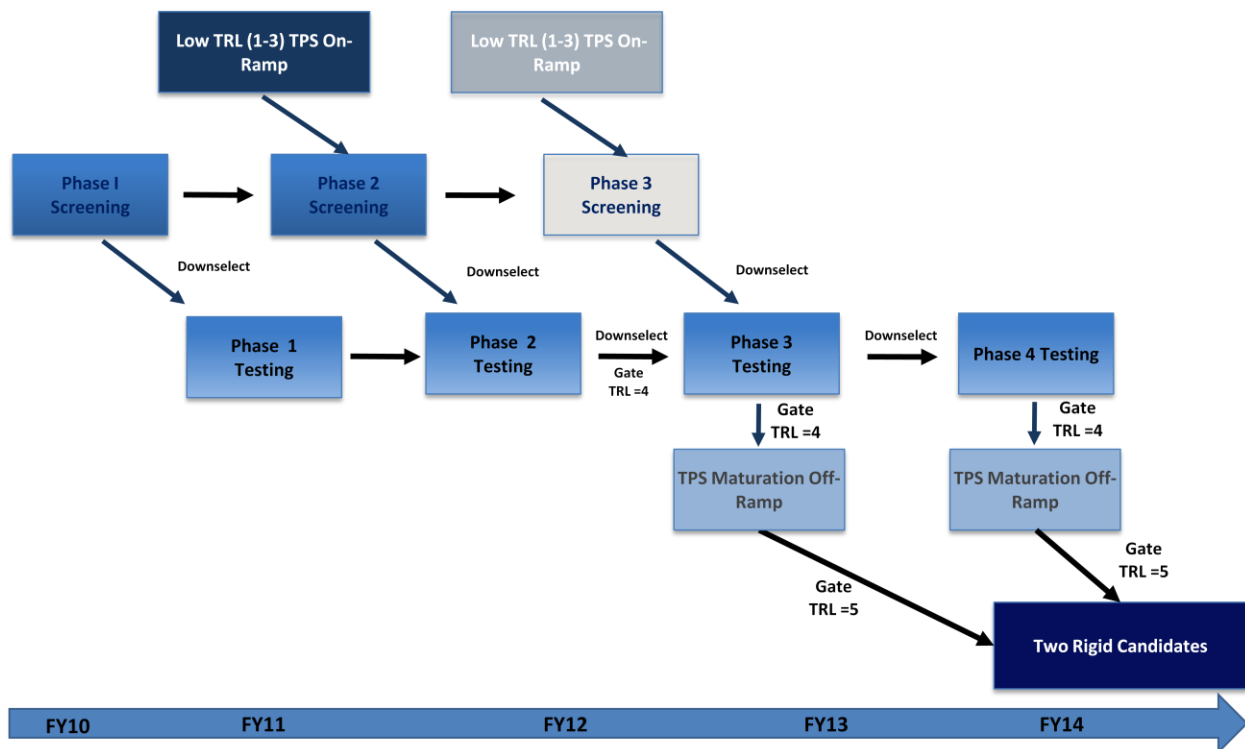 Low TRL (1-3) TPS On-
Ramp
Low TRL (1-3) TPS On-
Ramp
Phase I
Screening
Phase 2
Screening
Phase 3
Screening
Downselect
Downselect
Downselect
Phase 1
Testing
Phase 2
Testing
Downselect
Gate
TRL =4
Phase 3
Testing
Downselect
Phase 4 Testing
Gate
TRL =4
Gate
TRL =4
TPS Maturation Off-
Ramp
TPS Maturation Off-
Ramp
Gate
TRL =5
Gate
TRL =5
Two Rigid Candidates
FY10
FY11
FY12
FY13
FY14